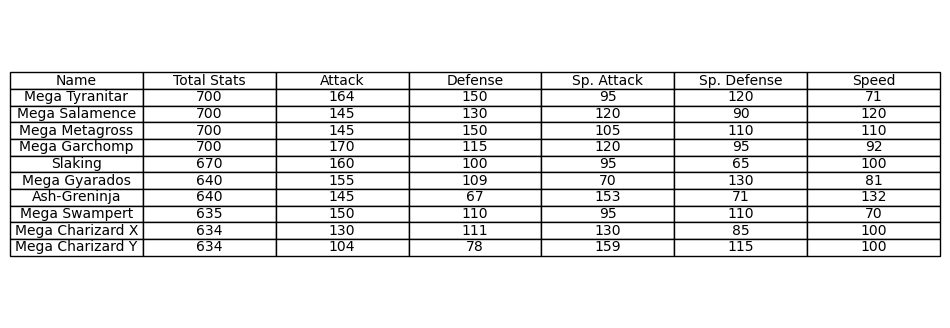 Name Total Stats Attack Defense Sp. Attack Sp. Defense Speed
Mega Tyranitar 700 164 150 95 120 71
Mega Salamence 700 145 130 120 90 120
Mega Metagross 700 145 150 105 110 110
Mega Garchomp 700 170 115 120 95 92
Slaking 670 160 100 95 65 100
Mega Gyarados 640 155 109 70 130 81
Ash-Greninja 640 145 67 153 71 132
Mega Swampert 635 150 110 95 110 70
Mega Charizard X 634 130 111 130 85 100
Mega Charizard Y 634 104 78 159 115 100